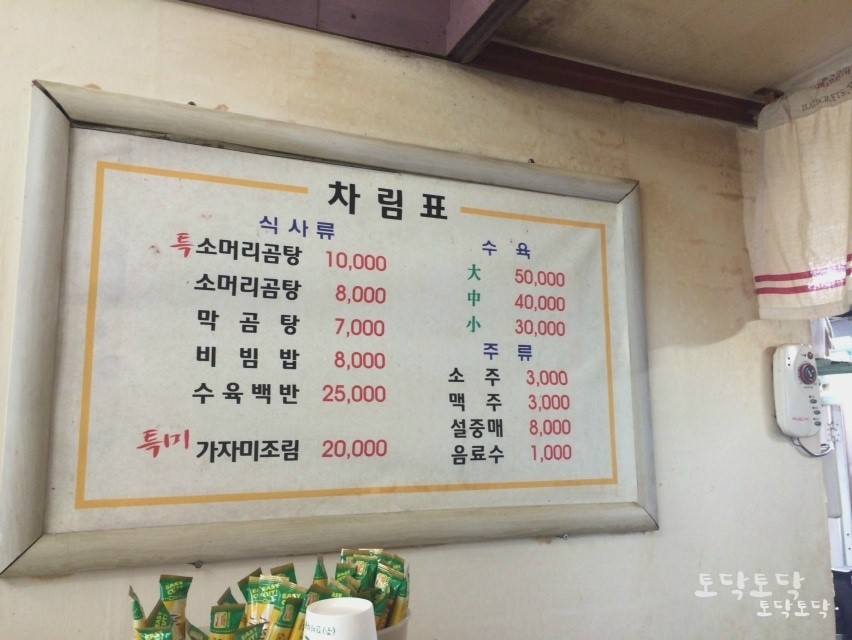 차림표
식사류
특 소머리곰탕 10,000
소머리곰탕 8,000
막곰탕 7,000
비빔밥 8,000
수육백반 25,000
특미 가자미조림 20,000
수육
大 50,000
中 40,000
小 30,000
주류
소주 3,000
맥주 3,000
설중매 8,000
음료수 1,000
EASY CUT!
EASY
토닥토닥
토닥토닥.